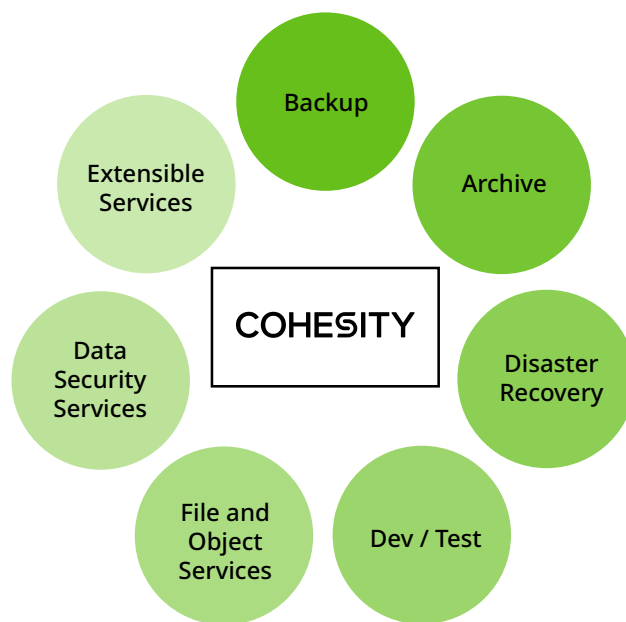 Backup
Archive
Disaster
Recovery
Dev / Test
File and
Object
Services
Data
Security
Services
Extensible
Services
COHESITY